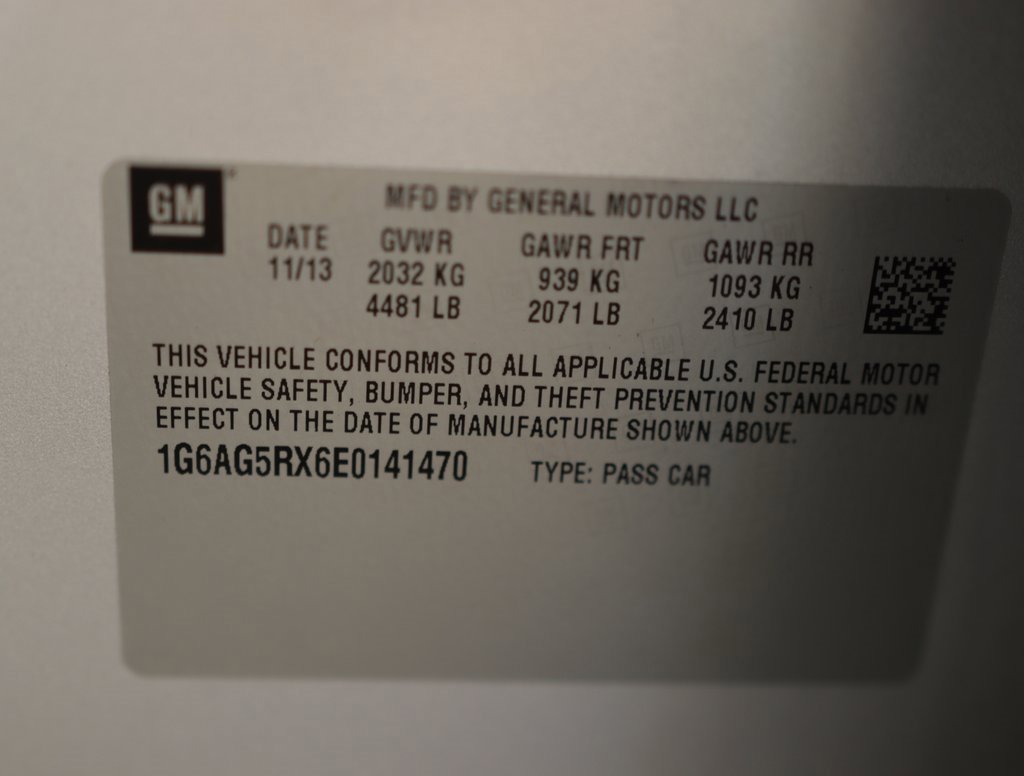 GM
MFD BY GENERAL MOTORS LLC
DATE GVWR GAWR FRT GAWR RR
11/13 2032 KG 939 KG 1093 KG
4481 LB 2071 LB 2410 LB
THIS VEHICLE CONFORMS TO ALL APPLICABLE U.S. FEDERAL MOTOR
VEHICLE SAFETY, BUMPER, AND THEFT PREVENTION STANDARDS IN
EFFECT ON THE DATE OF MANUFACTURE SHOWN ABOVE.
1G6AG5RX6E0141470 TYPE: PASS CAR